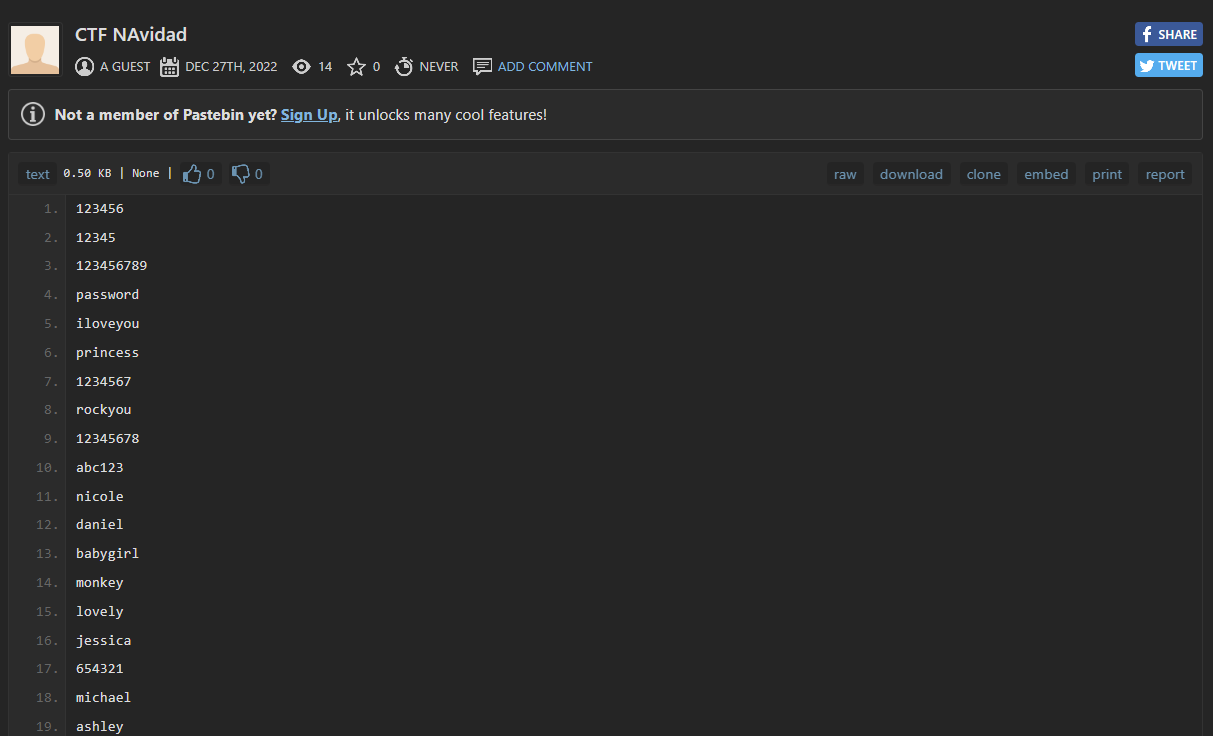 CTF NAvidad
SHARE
A GUEST DEC 27TH, 2022 14 0 NEVER ADD COMMENT
TWEET
Not a member of Pastebin yet? Sign Up, it unlocks many cool features!
text 0.50 KB | None | 0 0 raw download clone embed print report
1. 123456
2. 12345
3. 123456789
4. password
5. iloveyou
6. princess
7. 1234567
8. rockyou
9. 12345678
10. abc123
11. nicole
12. daniel
13. babygirl
14. monkey
15. lovely
16. jessica
17. 654321
18. michael
19. ashley